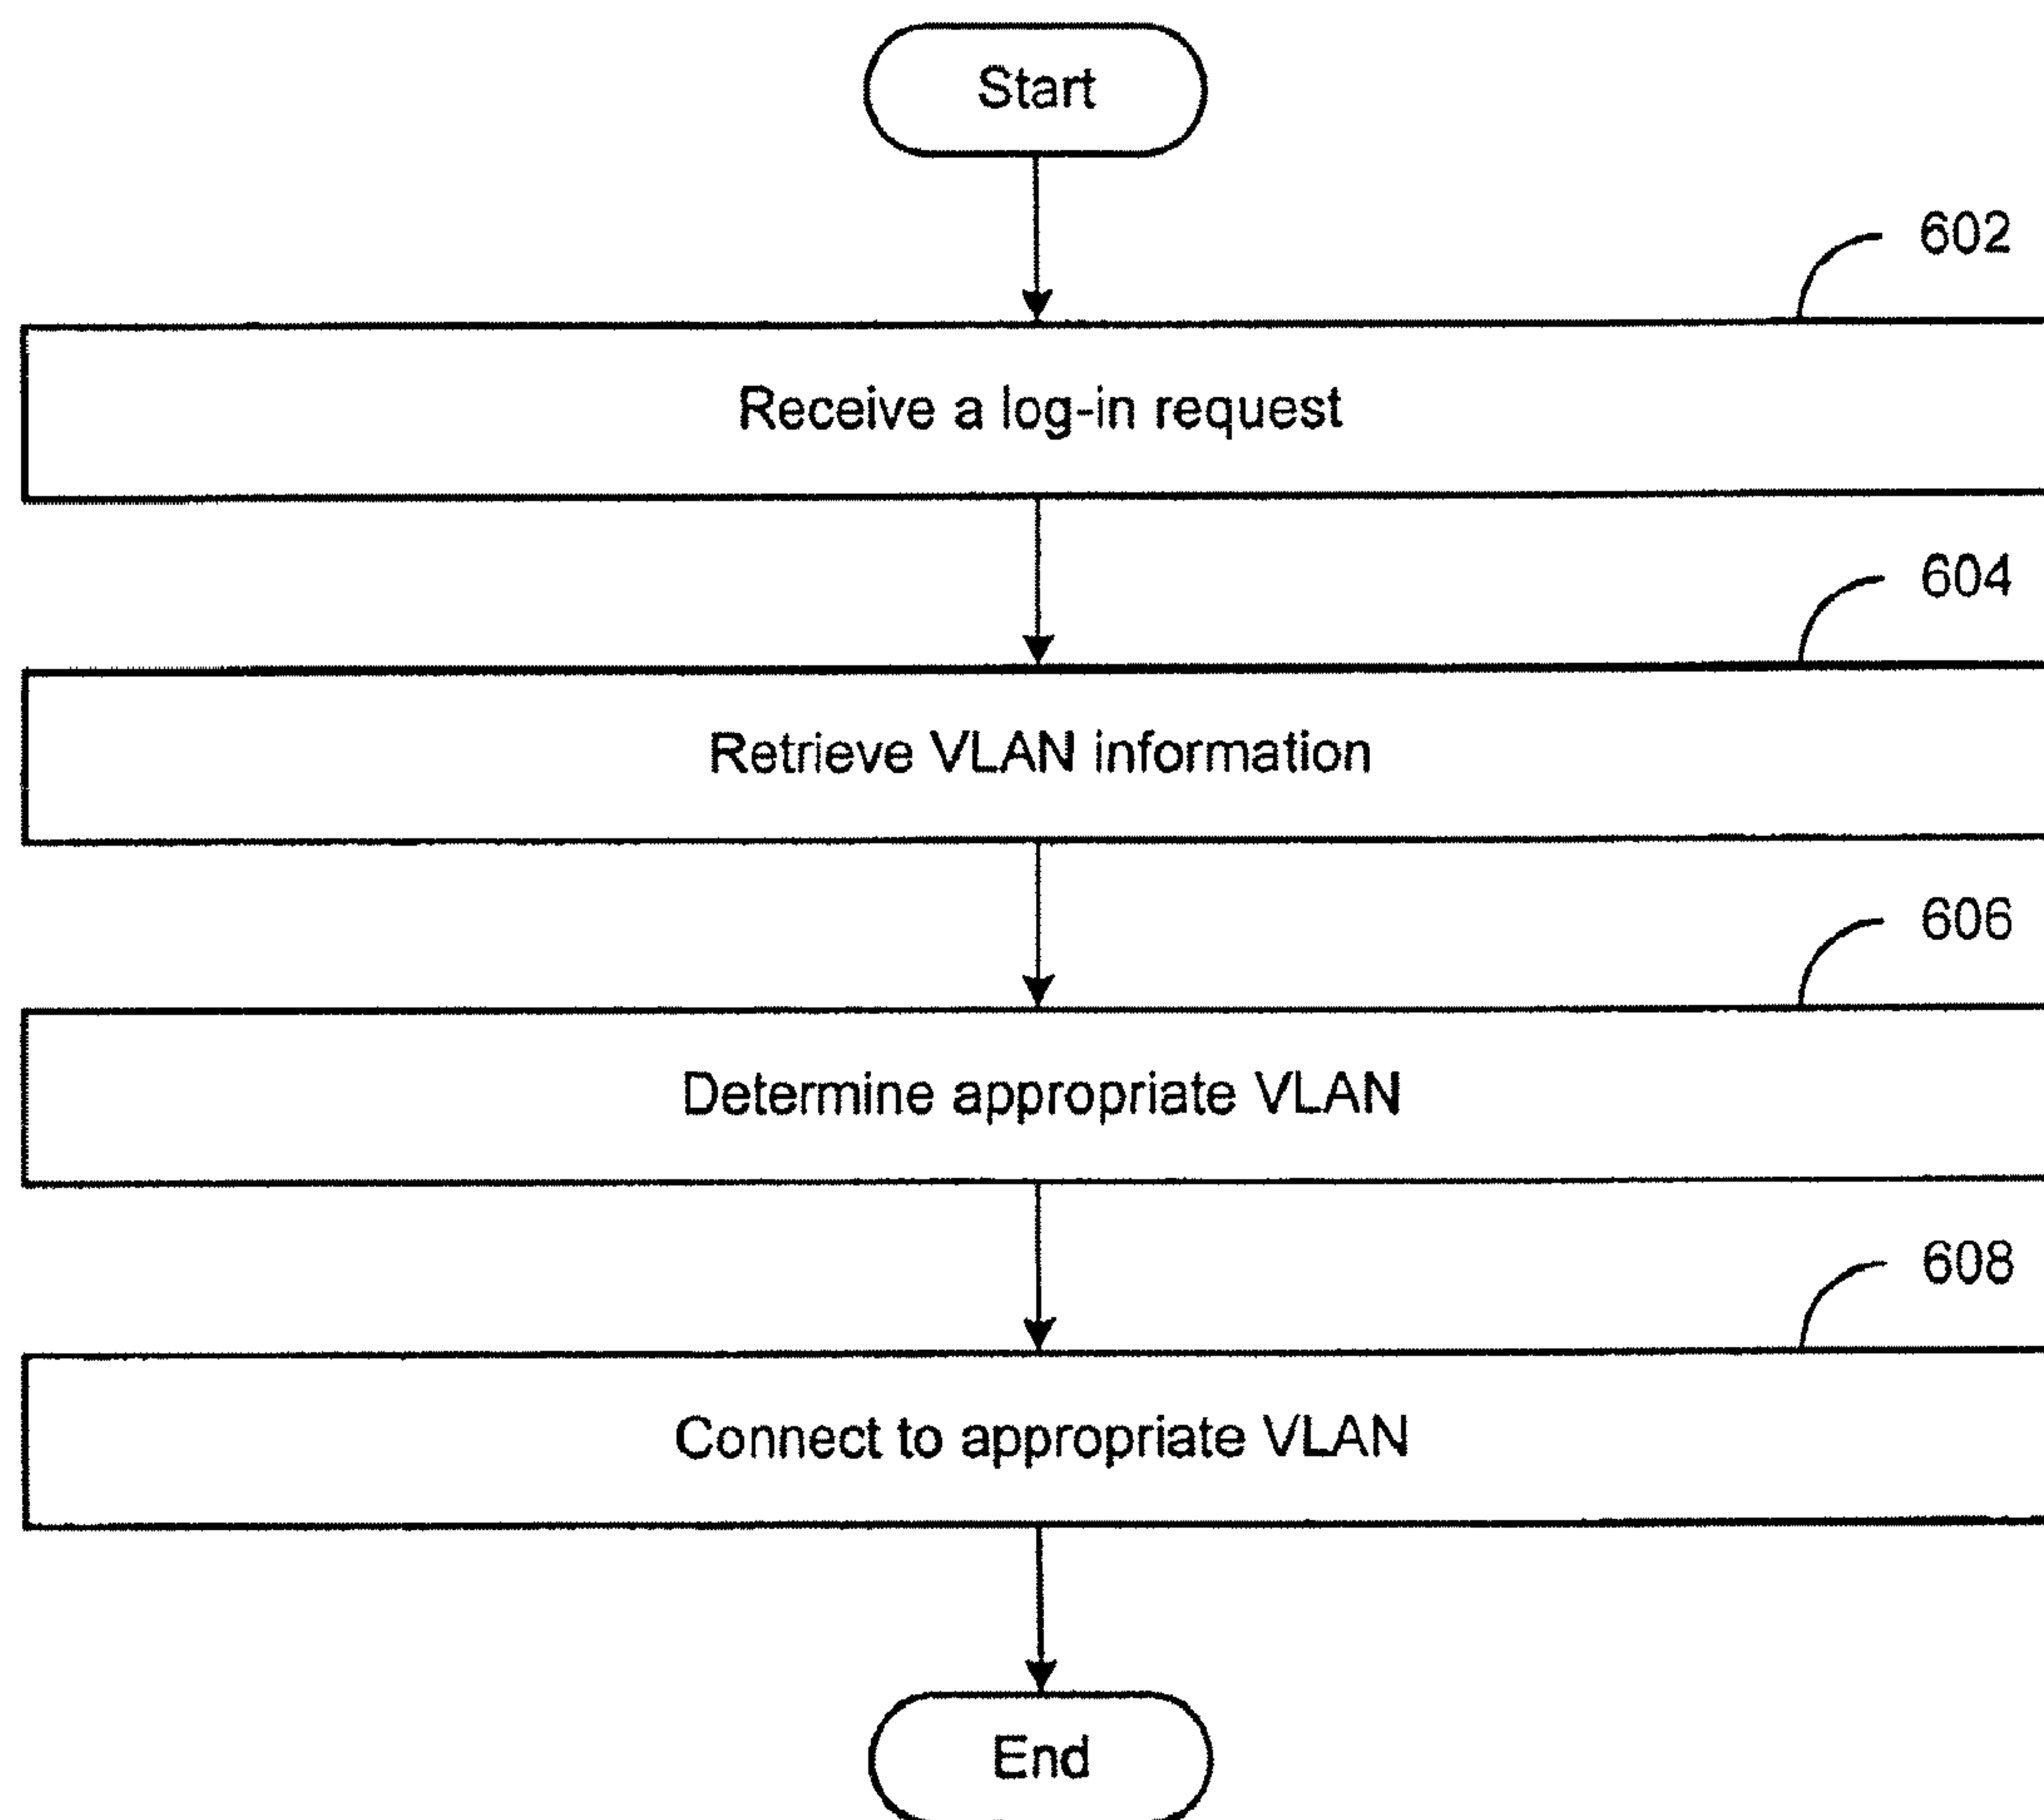 Start
602
Receive a log-in request
604
Retrieve VLAN information
606
Determine appropriate VLAN
608
Connect to appropriate VLAN
End